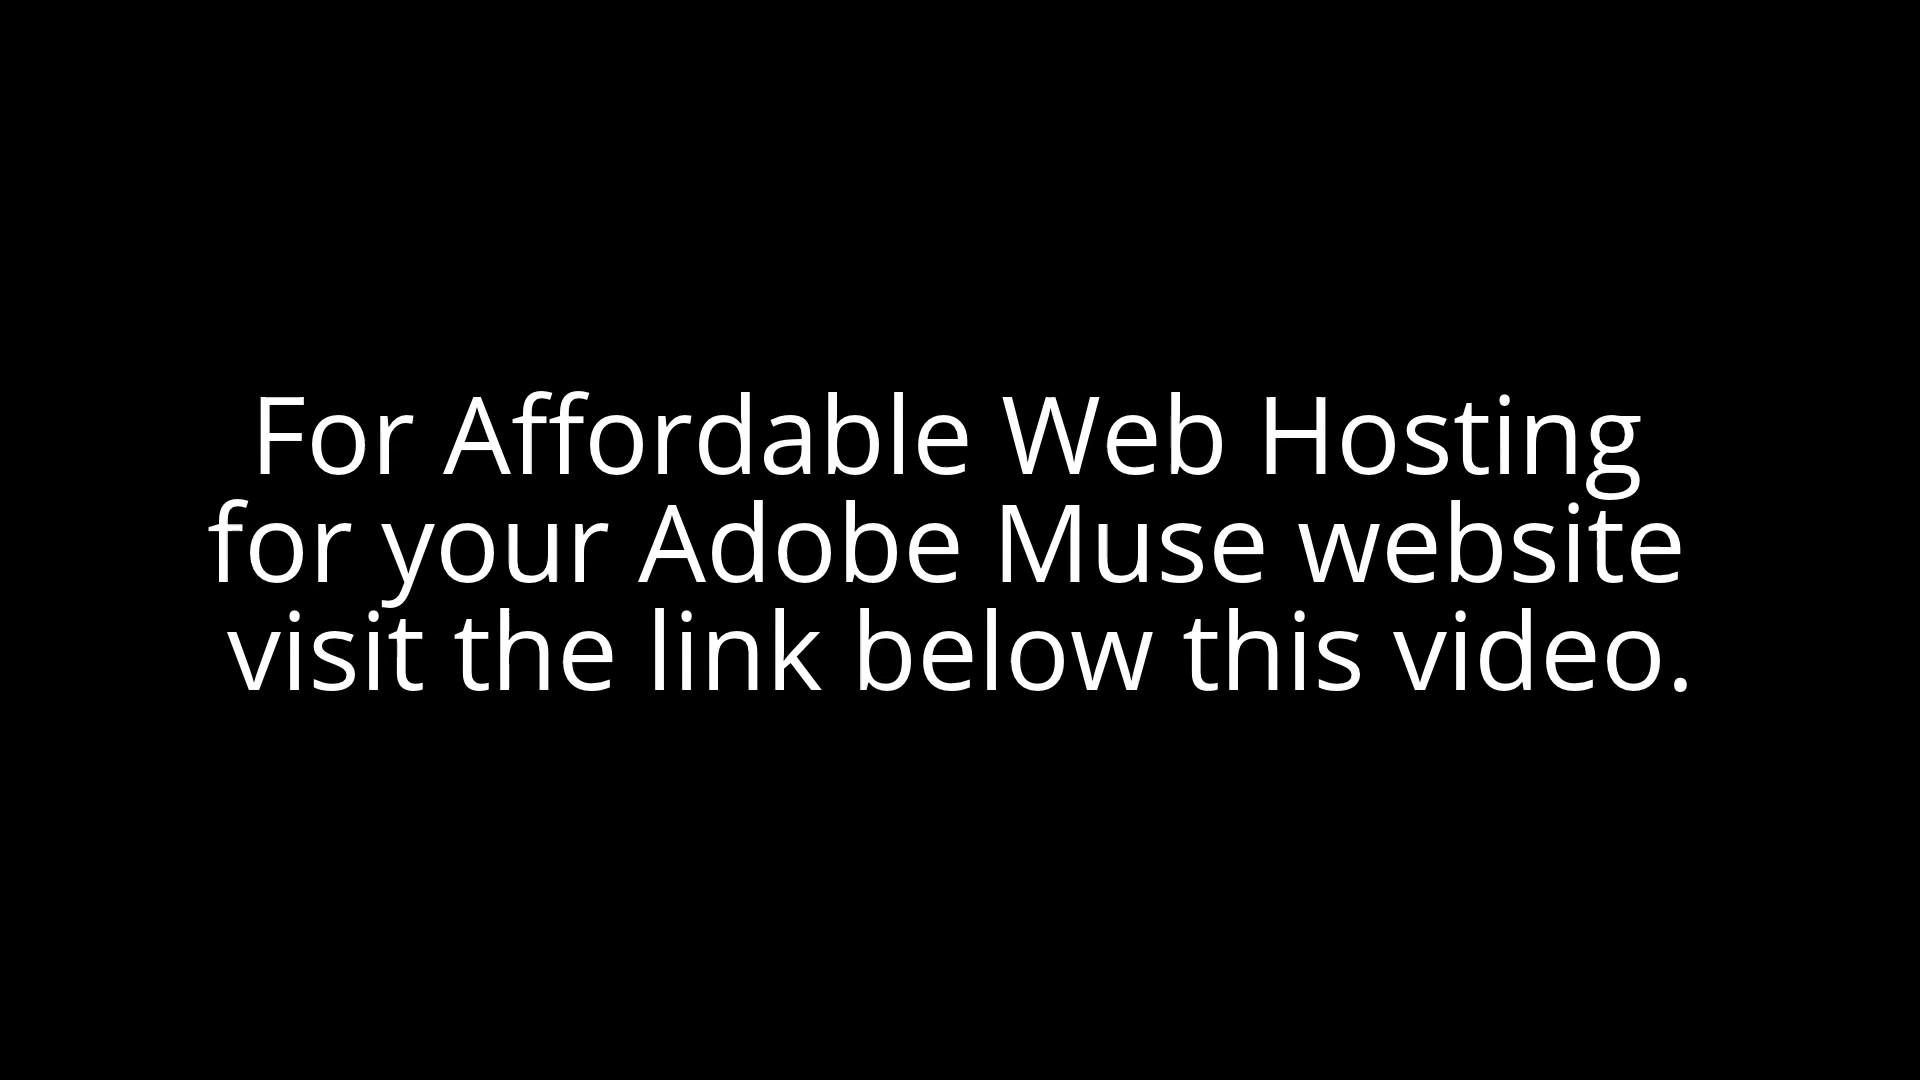 For Affordable Web Hosting
for your Adobe Muse website
visit the link below this video.